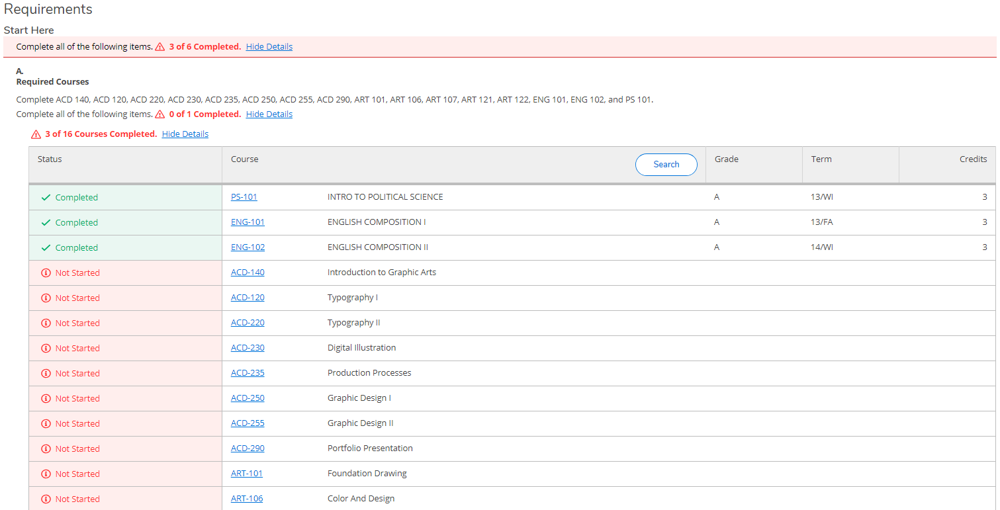 Requirements
Start Here
Complete all of the following items. 3 of 6 Completed. Hide Details
A.
Required Courses
Complete ACD 140, ACD 120, ACD 220, ACD 230, ACD 235, ACD 250, ACD 255, ACD 290, ART 101, ART 106, ART 107, ART 121, ART 122, ENG 101, ENG 102, and PS 101.
Complete all of the following items. 0 of 1 Completed. Hide Details
3 of 16 Courses Completed. Hide Details
Status Course Search Grade Term Credits
Completed PS-101 INTRO TO POLITICAL SCIENCE A 13/WI 3
Completed ENG-101 ENGLISH COMPOSITION I A 13/FA 3
Completed ENG-102 ENGLISH COMPOSITION II A 14/WI 3
Not Started ACD-140 Introduction to Graphic Arts
Not Started ACD-120 Typography I
Not Started ACD-220 Typography II
Not Started ACD-230 Digital Illustration
Not Started ACD-235 Production Processes
Not Started ACD-250 Graphic Design I
Not Started ACD-255 Graphic Design II
Not Started ACD-290 Portfolio Presentation
Not Started ART-101 Foundation Drawing
Not Started ART-106 Color And Design